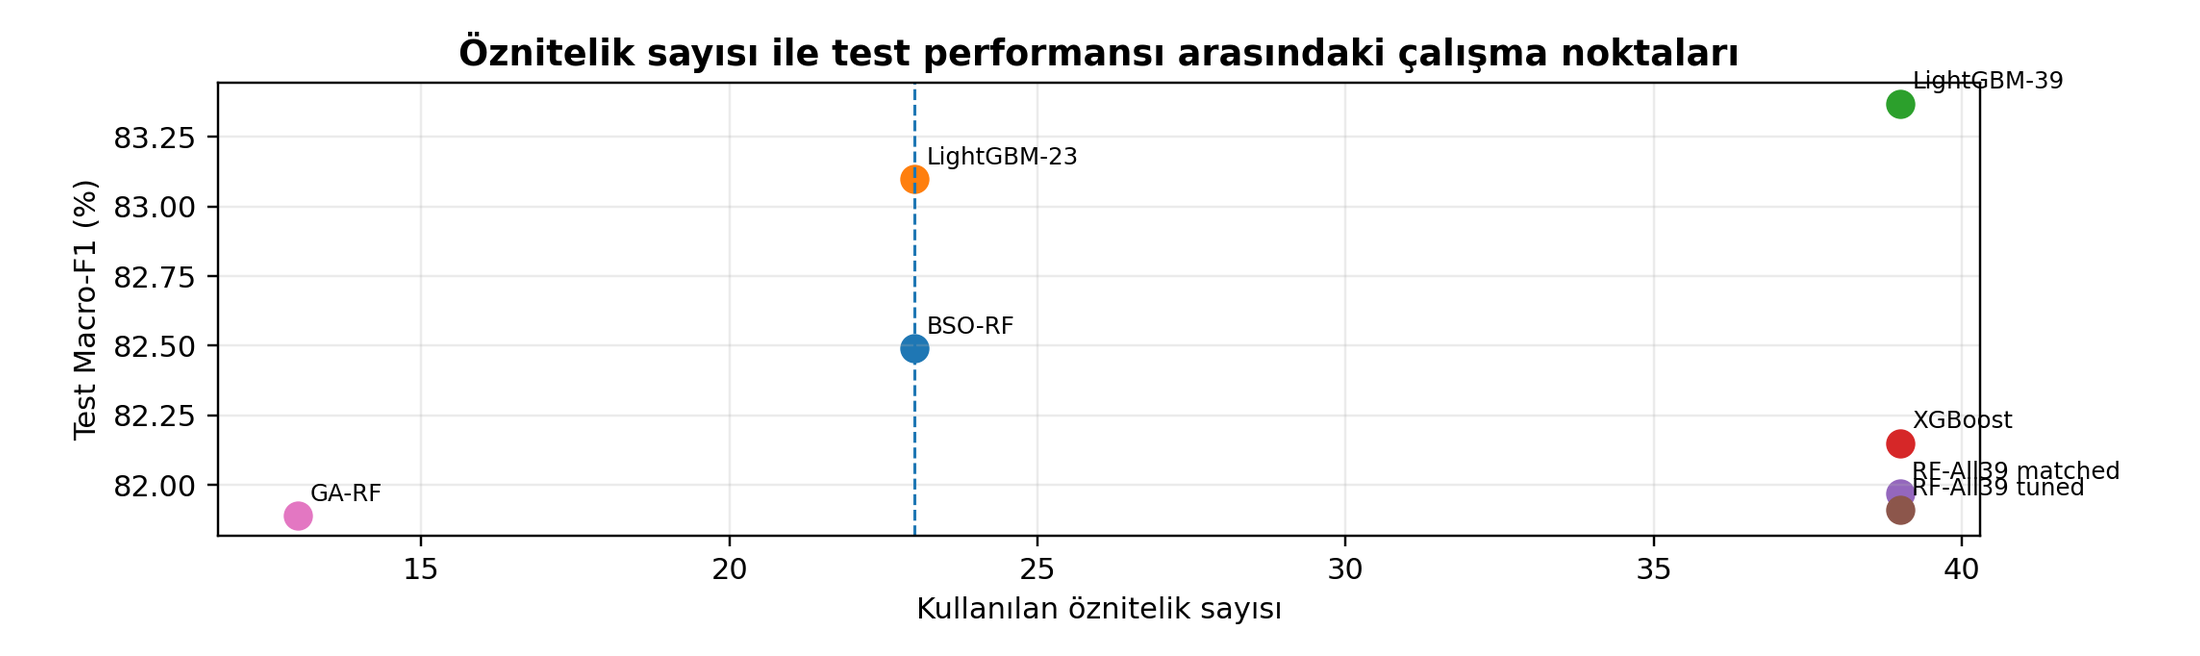 Öznitelik sayısı ile test performansı arasındaki çalışma noktaları
LightGBM-39
83.25
LightGBM-23
83.00
82.75
BSO-RF
82.50
82.25
XGBoost
82.00
RF-All39 matched
RF-All39 tuned
GA-RF
Test Macro-F1 (%)
15 20 25 30 35 40
Kullanılan öznitelik sayısı